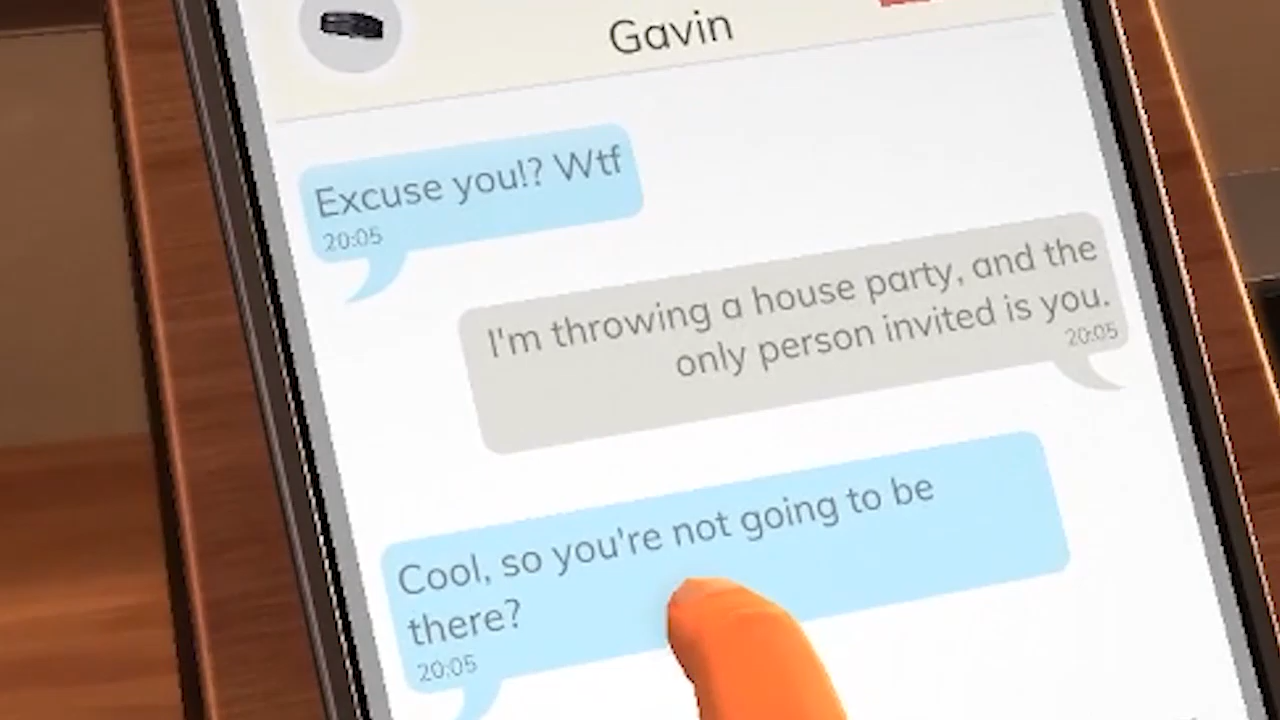 Gavin
Excuse you!? Wtf
20:05
I'm throwing a house party, and the
only person invited is you.
20:05
Cool, so you're not going to be
there?
20:05